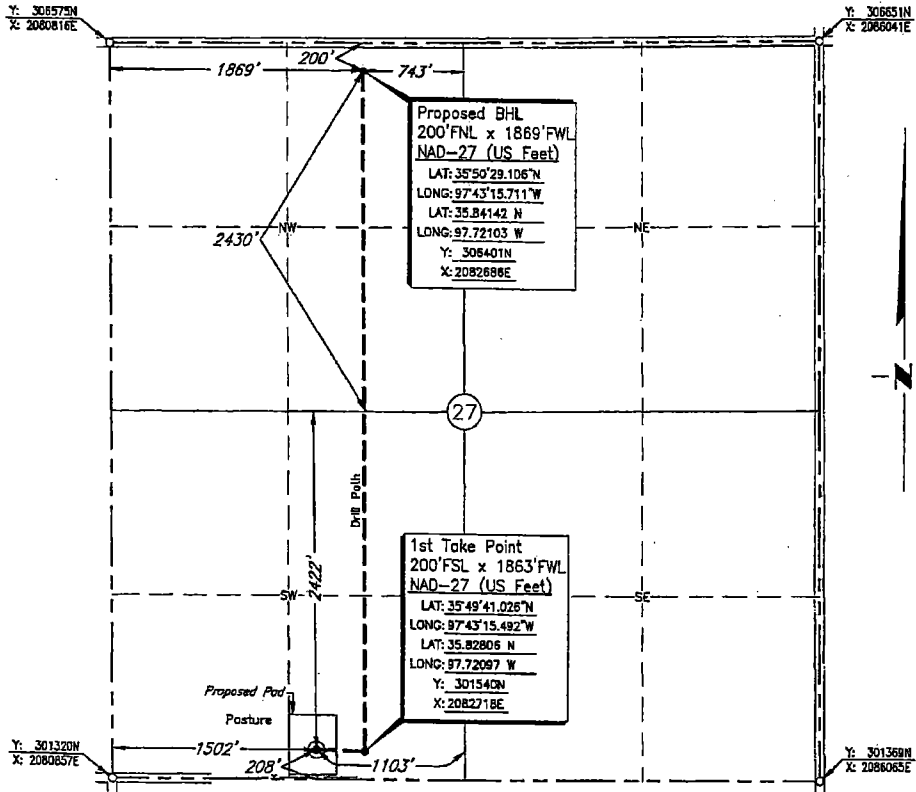 Y: 306575N
X: 2080816E
Y: 306651N
X: 2086041E
200'
1869'
743'
Proposed BHL
200'FNL x 1869'FWL
NAD-27 (US Feet)
LAT: 35°50'29.106"N
LONG: 97°43'15.711"W
LAT: 35.84142 N
LONG: 97.72103 W
Y: 306401N
X: 2082686E
NW
NE
2430'
N
27
Drill Path
2422'
1st Take Point
200'FSL x 1863'FWL
NAD-27 (US Feet)
LAT: 35°49'41.026"N
LONG: 97°43'15.492"W
LAT: 35.82806 N
LONG: 97.72097 W
Y: 301540N
X: 2082718E
SW
SE
Proposed Pad
Pasture
1502'
208'
1103'
Y: 301320N
X: 2080857E
Y: 301369N
X: 2086065E